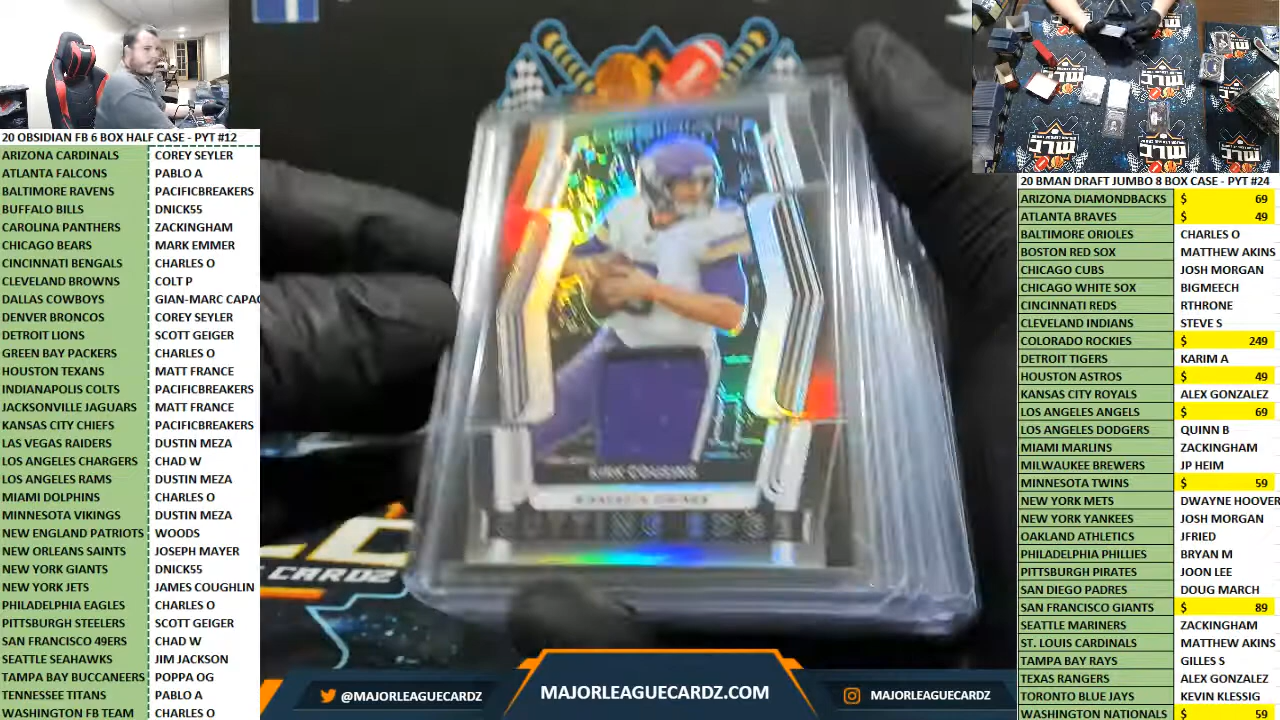 20 OBSIDIAN FB 6 BOX HALF CASE - PYT #12
ARIZONA CARDINALS COREY SEYLER
ATLANTA FALCONS PABLO A
BALTIMORE RAVENS PACIFICBREAKERS
BUFFALO BILLS DNICK55
CAROLINA PANTHERS ZACKINGHAM
CHICAGO BEARS MARK EMMER
CINCINNATI BENGALS CHARLES O
CLEVELAND BROWNS COLT P
DALLAS COWBOYS GIAN-MARC CAPAC
DENVER BRONCOS COREY SEYLER
DETROIT LIONS SCOTT GEIGER
GREEN BAY PACKERS CHARLES O
HOUSTON TEXANS MATT FRANCE
INDIANAPOLIS COLTS PACIFICBREAKERS
JACKSONVILLE JAGUARS MATT FRANCE
KANSAS CITY CHIEFS PACIFICBREAKERS
LAS VEGAS RAIDERS DUSTIN MEZA
LOS ANGELES CHARGERS CHAD W
LOS ANGELES RAMS DUSTIN MEZA
MIAMI DOLPHINS CHARLES O
MINNESOTA VIKINGS DUSTIN MEZA
NEW ENGLAND PATRIOTS WOODS
NEW ORLEANS SAINTS JOSEPH MAYER
NEW YORK GIANTS DNICK55
NEW YORK JETS JAMES COUGHLIN
PHILADELPHIA EAGLES CHARLES O
PITTSBURGH STEELERS SCOTT GEIGER
SAN FRANCISCO 49ERS CHAD W
SEATTLE SEAHAWKS JIM JACKSON
TAMPA BAY BUCCANEERS POPPA OG
TENNESSEE TITANS PABLO A
WASHINGTON FB TEAM CHARLES O
KIRK COUSINS
CARDZ
@MAJORLEAGUECARDZ
MAJORLEAGUECARDZ.COM
MAJORLEAGUECARDZ
20 BMAN DRAFT JUMBO 8 BOX CASE - PYT #24
ARIZONA DIAMONDBACKS $ 69
ATLANTA BRAVES $ 49
BALTIMORE ORIOLES CHARLES O
BOSTON RED SOX MATTHEW AKINS
CHICAGO CUBS JOSH MORGAN
CHICAGO WHITE SOX BIGMEECH
CINCINNATI REDS RTHRONE
CLEVELAND INDIANS STEVE S
COLORADO ROCKIES $ 249
DETROIT TIGERS KARIM A
HOUSTON ASTROS $ 49
KANSAS CITY ROYALS ALEX GONZALEZ
LOS ANGELES ANGELS $ 69
LOS ANGELES DODGERS QUINN B
MIAMI MARLINS ZACKINGHAM
MILWAUKEE BREWERS JP HEIM
MINNESOTA TWINS $ 59
NEW YORK METS DWAYNE HOOVER
NEW YORK YANKEES JOSH MORGAN
OAKLAND ATHLETICS JFRIED
PHILADELPHIA PHILLIES BRYAN M
PITTSBURGH PIRATES JOON LEE
SAN DIEGO PADRES DOUG MARCH
SAN FRANCISCO GIANTS $ 89
SEATTLE MARINERS ZACKINGHAM
ST. LOUIS CARDINALS MATTHEW AKINS
TAMPA BAY RAYS GILLES S
TEXAS RANGERS ALEX GONZALEZ
TORONTO BLUE JAYS KEVIN KLESSIG
WASHINGTON NATIONALS $ 59